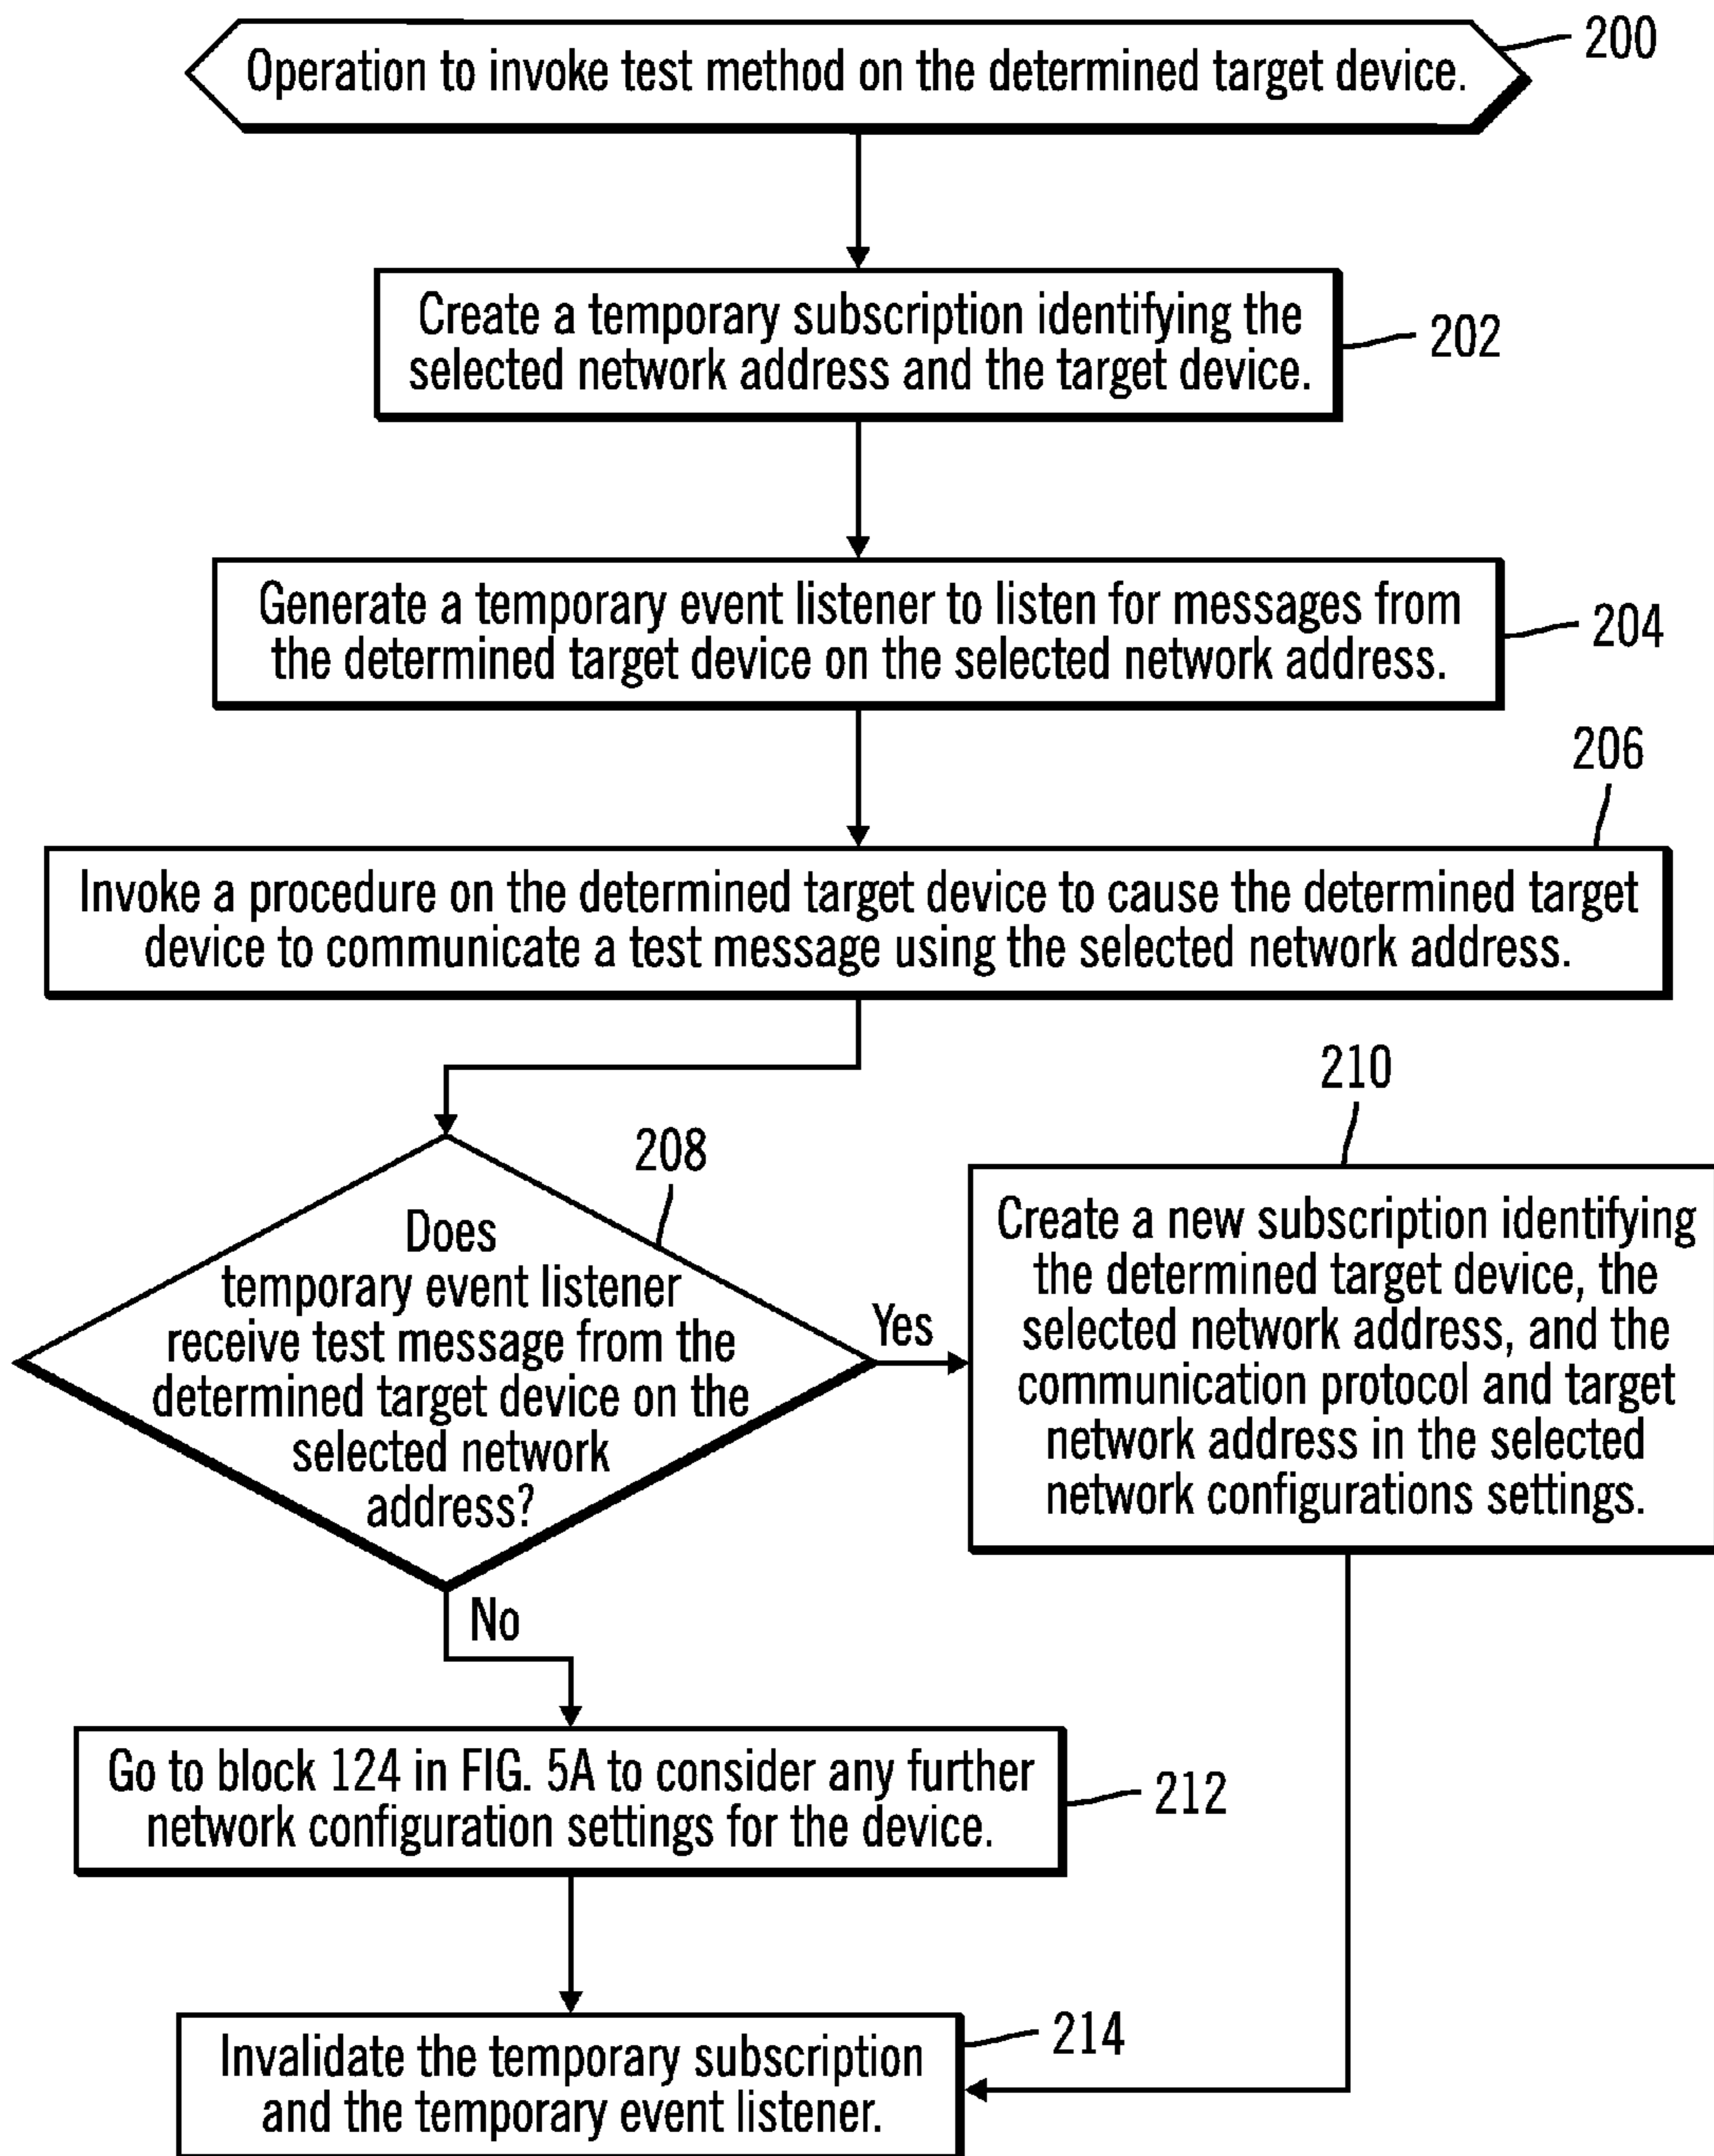 Operation to invoke test method on the determined target device.
200
Create a temporary subscription identifying the
selected network address and the target device.
202
Generate a temporary event listener to listen for messages from
the determined target device on the selected network address.
204
206
Invoke a procedure on the determined target device to cause the determined target
device to communicate a test message using the selected network address.
208
Does
temporary event listener
receive test message from the
determined target device on the
selected network
address?
Yes
210
Create a new subscription identifying
the determined target device, the
selected network address, and the
communication protocol and target
network address in the selected
network configurations settings.
No
Go to block 124 in FIG. 5A to consider any further
network configuration settings for the device.
212
Invalidate the temporary subscription
and the temporary event listener.
214